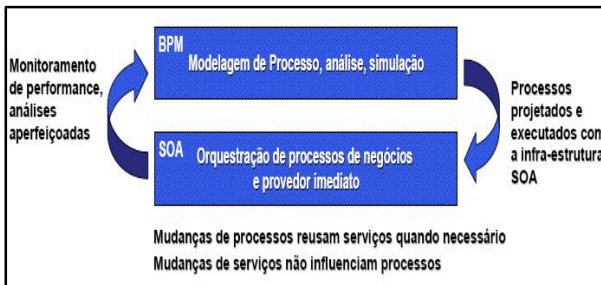 BPM
Modelagem de Processo, análise, simulação
Monitoramento
de performance,
análises
aperfeiçoadas
Processos
projetados e
executados com
a infra-estrutura
SOA
SOA
Orquestração de processos de negócios
e provedor imediato
Mudanças de processos reusam serviços quando necessário
Mudanças de serviços não influenciam processos